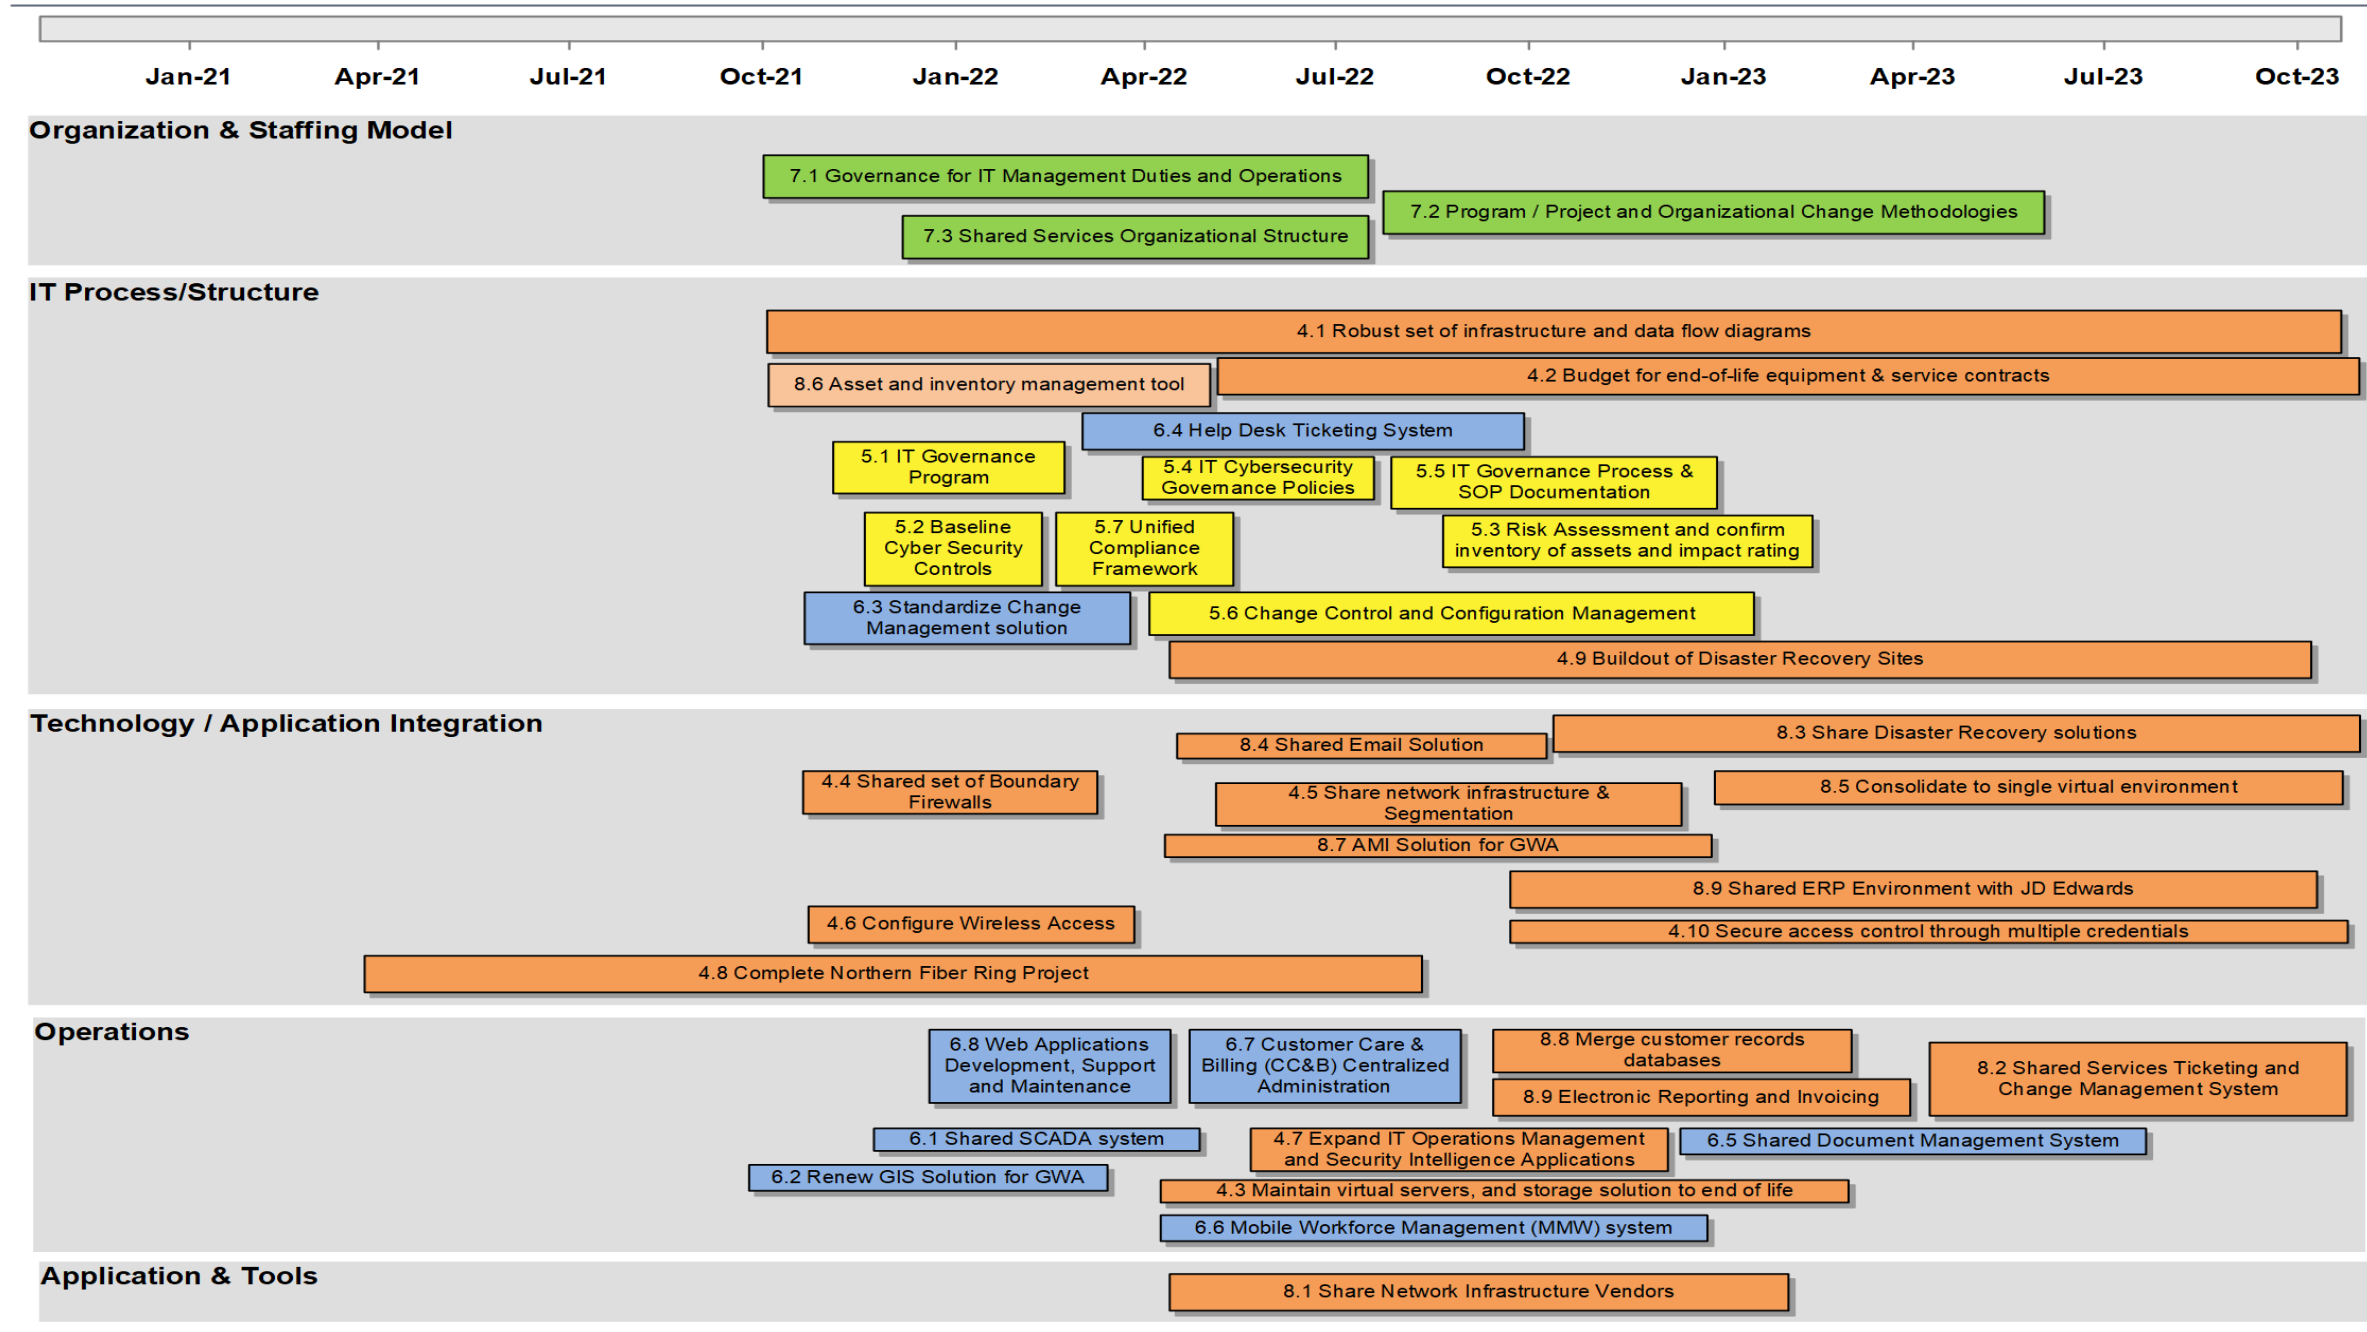 Jan-21 Apr-21 Jul-21 Oct-21 Jan-22 Apr-22 Jul-22 Oct-22 Jan-23 Apr-23 Jul-23 Oct-23
Organization & Staffing Model
7.1 Governance for IT Management Duties and Operations
7.2 Program / Project and Organizational Change Methodologies
7.3 Shared Services Organizational Structure
IT Process/Structure
4.1 Robust set of infrastructure and data flow diagrams
8.6 Asset and inventory management tool
4.2 Budget for end-of-life equipment & service contracts
6.4 Help Desk Ticketing System
5.1 IT Governance
Program
5.4 IT Cybersecurity
Governance Policies
5.5 IT Governance Process &
SOP Documentation
5.2 Baseline
Cyber Security
Controls
5.7 Unified
Compliance
Framework
5.3 Risk Assessment and confirm
inventory of assets and impact rating
6.3 Standardize Change
Management solution
5.6 Change Control and Configuration Management
4.9 Buildout of Disaster Recovery Sites
Technology / Application Integration
8.3 Share Disaster Recovery solutions
8.4 Shared Email Solution
4.4 Shared set of Boundary
Firewalls
4.5 Share network infrastructure &
Segmentation
8.5 Consolidate to single virtual environment
8.7 AMI Solution for GWA
8.9 Shared ERP Environment with JD Edwards
4.6 Configure Wireless Access
4.10 Secure access control through multiple credentials
4.8 Complete Northern Fiber Ring Project
Operations
6.8 Web Applications
Development, Support
and Maintenance
6.7 Customer Care &
Billing (CC&B) Centralized
Administration
8.8 Merge customer records
databases
8.2 Shared Services Ticketing and
Change Management System
8.9 Electronic Reporting and Invoicing
6.1 Shared SCADA system
4.7 Expand IT Operations Management
and Security Intelligence Applications
6.5 Shared Document Management System
6.2 Renew GIS Solution for GWA
4.3 Maintain virtual servers, and storage solution to end of life
6.6 Mobile Workforce Management (MMW) system
Application & Tools
8.1 Share Network Infrastructure Vendors